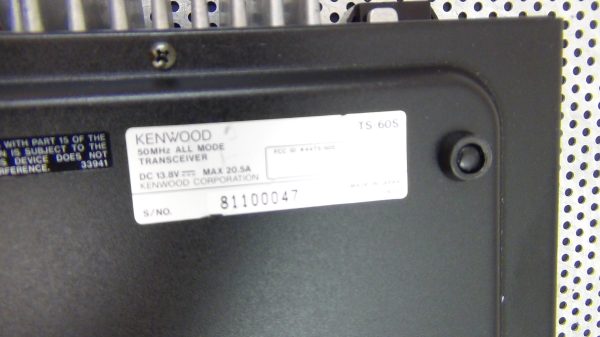 WITH PART 15 OF THE
IS SUBJECT TO THE
S DEVICE DOES NOT
ERFERENCE. 33941
KENWOOD TS-60S
50MHz ALL MODE
TRANSCEIVER
DC 13.8V MAX 20.5A
KENWOOD CORPORATION
S/NO. 81100047